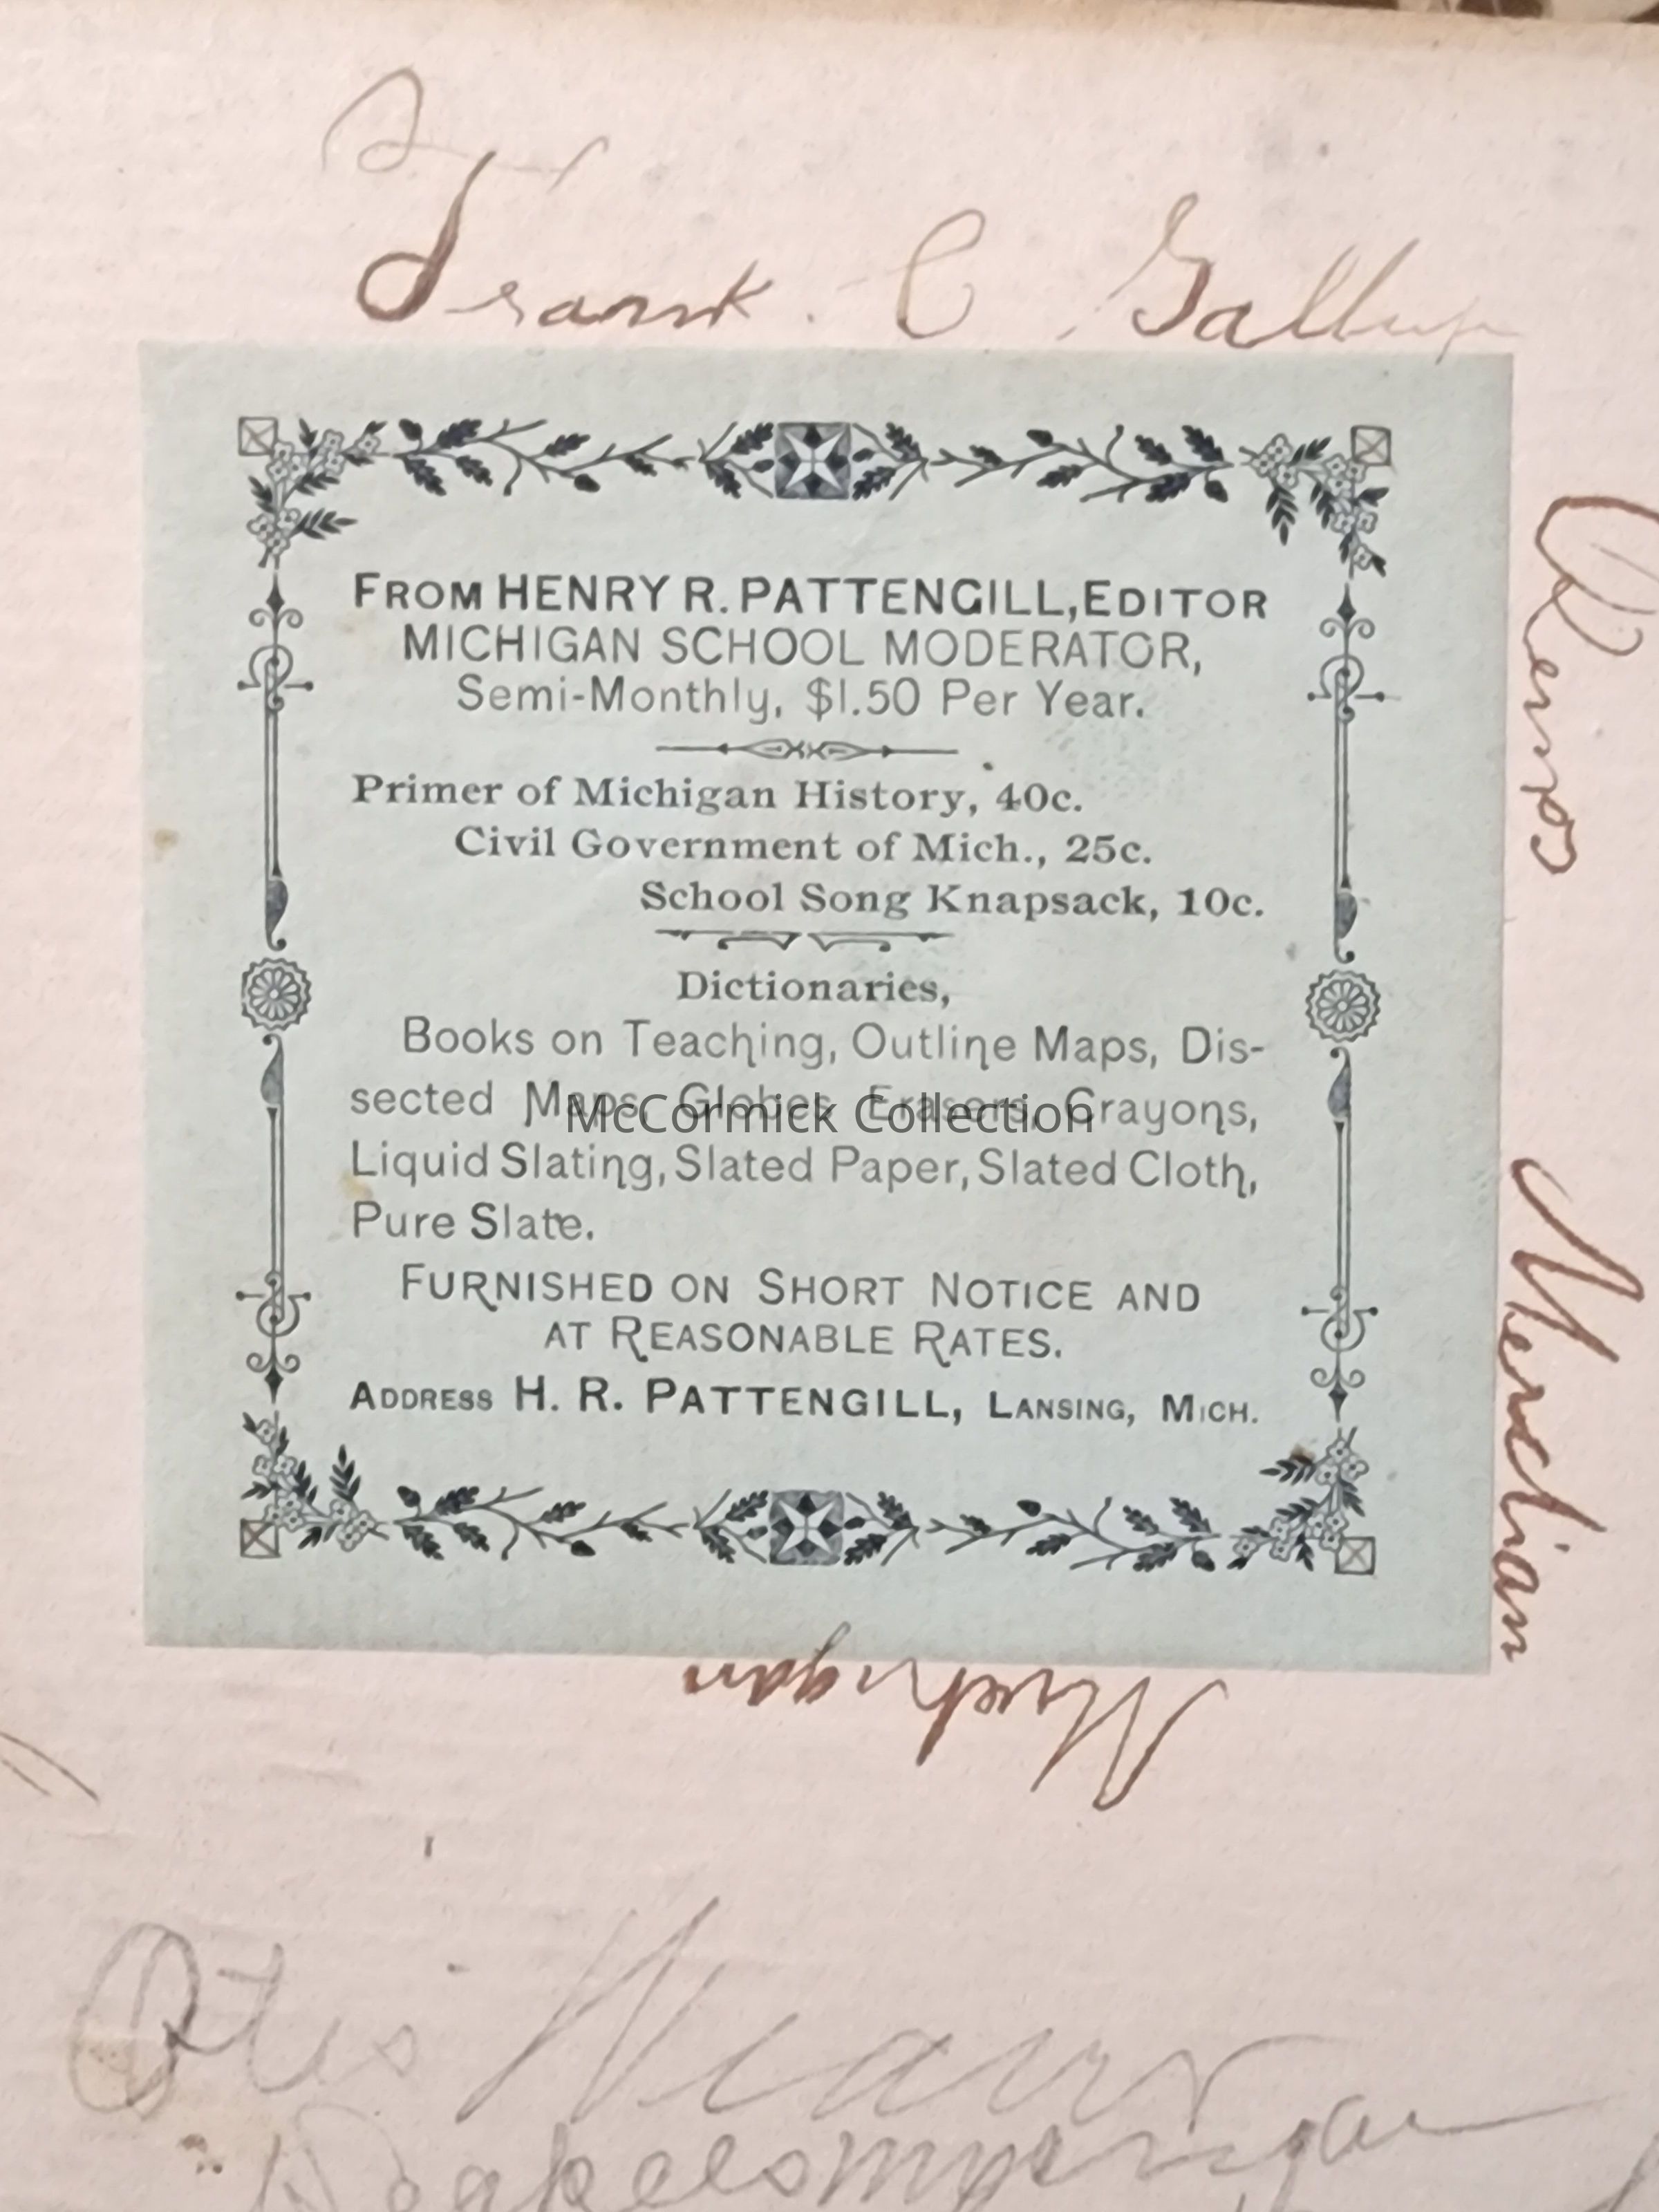 Frank. C. Gallup
FROM HENRY R. PATTENGILL, EDITOR
MICHIGAN SCHOOL MODERATOR,
Semi-Monthly, $1.50 Per Year.
Primer of Michigan History, 40c.
Civil Government of Mich., 25c.
School Song Knapsack, 10c.
Dictionaries,
Books on Teaching, Outline Maps, Dis-
sected Maps, Globes Erasers, Crayons,
McCormick Collection
Liquid Slating, Slated Paper, Slated Cloth,
Pure Slate.
FURNISHED ON SHORT NOTICE AND
AT REASONABLE RATES.
ADDRESS H. R. PATTENGILL, LANSING, MICH.
Meridian
Michigan
Otis